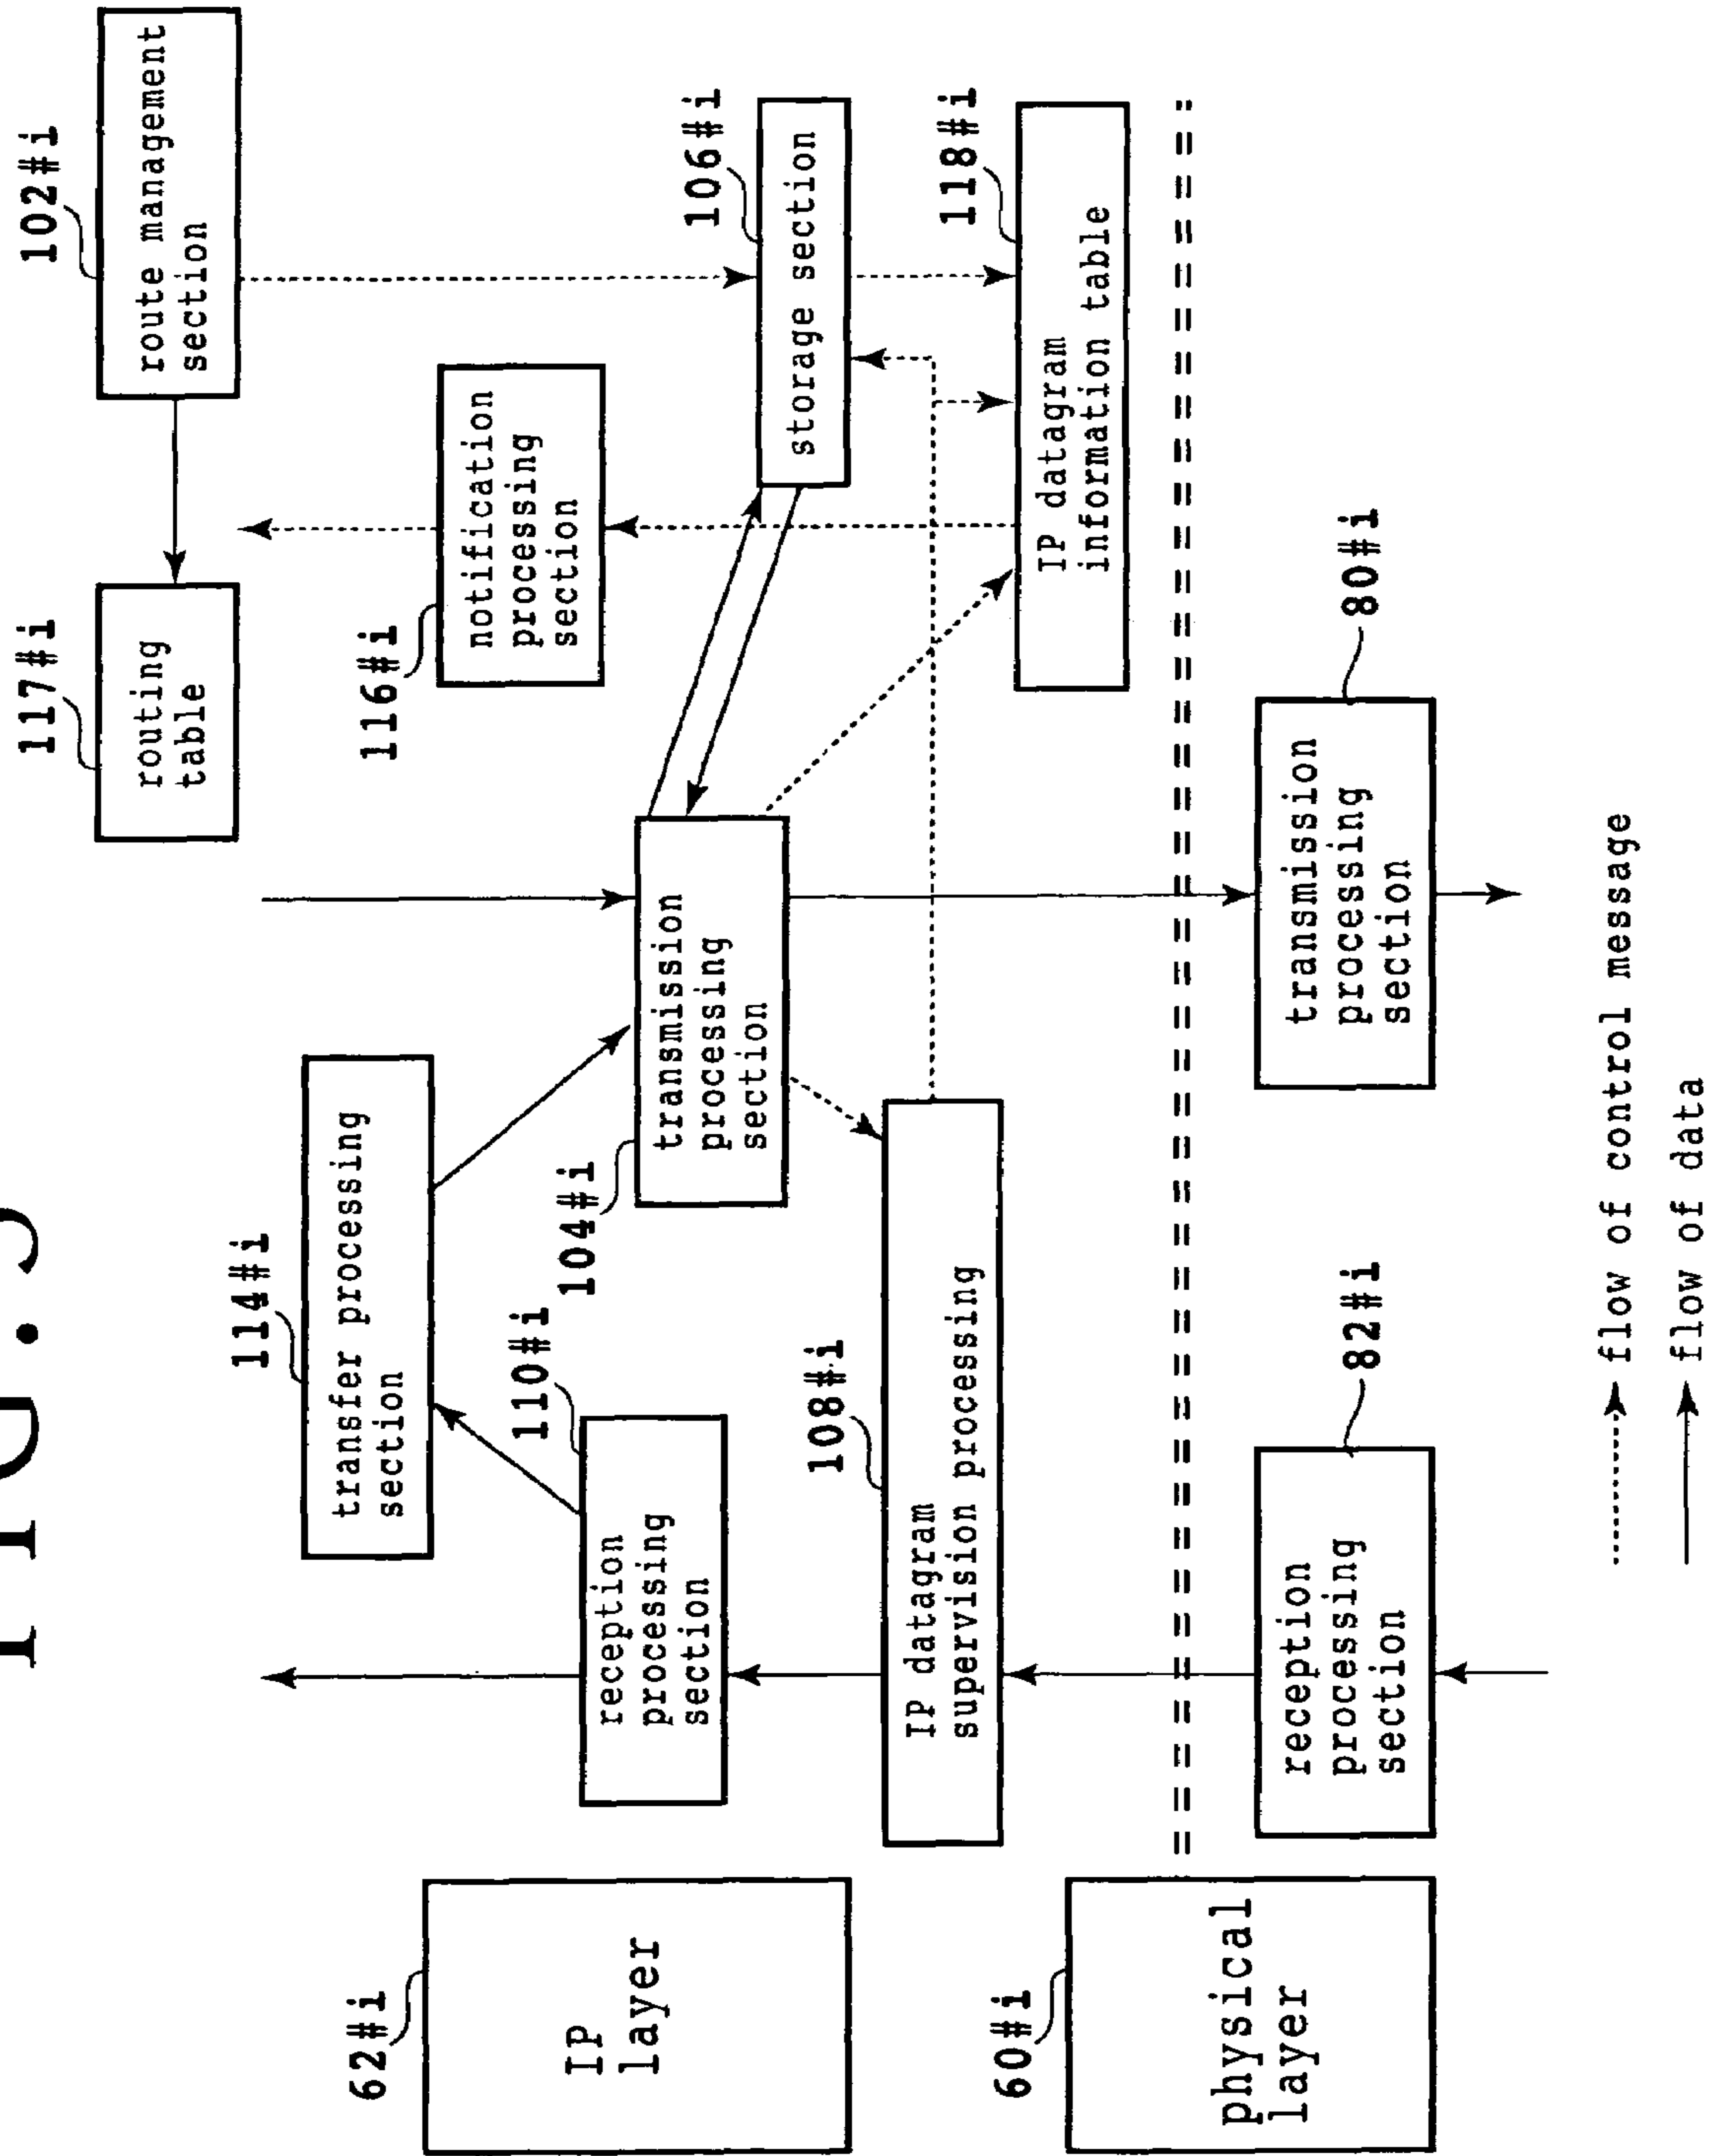 FIG.
117#i
102#i
routing
table
route management
section
114#i
transfer processing
section
116#i
notification
processing
section
62#i
IP
layer
110#i
reception
processing
section
104#i
transmission
processing
section
106#i
storage section
108#i
IP datagram
supervision processing
118#i
IP datagram
information table
60#i
physical
layer
82#i
reception
processing
section
80#i
transmission
processing
section
flow of control message
flow of data